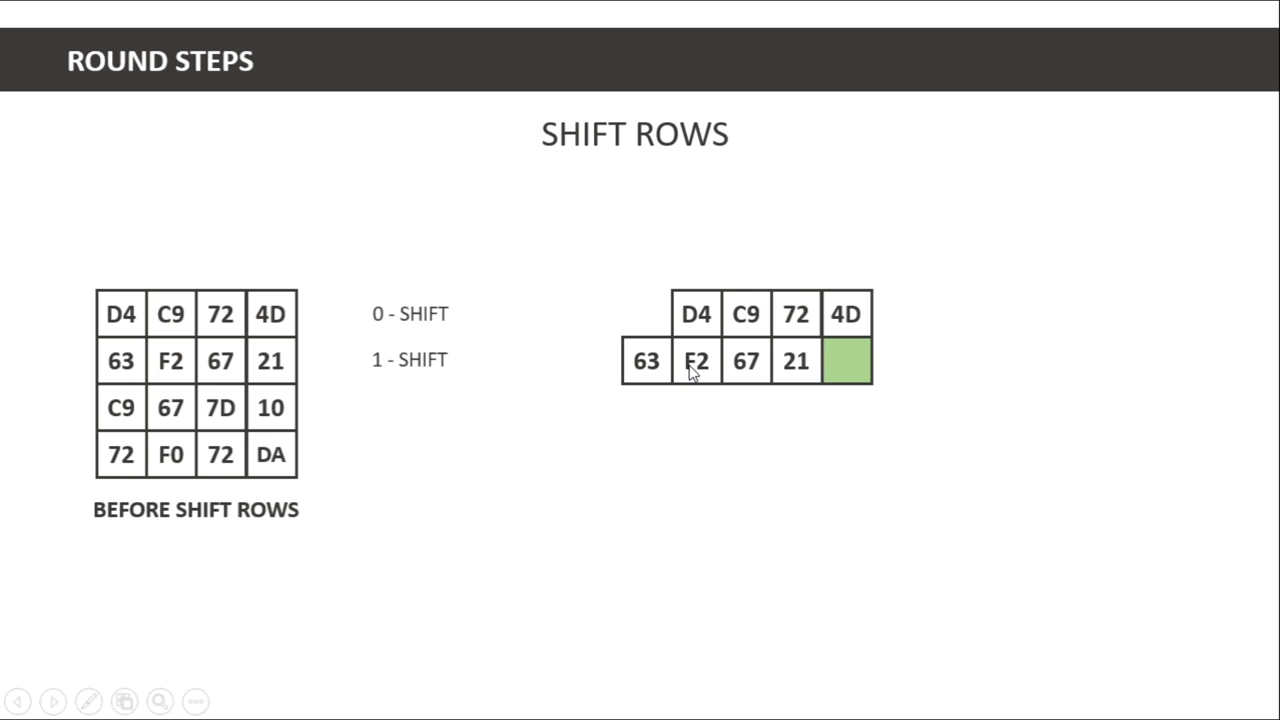 ROUND STEPS
SHIFT ROWS
D4 C9 72 4D
63 F2 67 21
C9 67 7D 10
72 F0 72 DA
BEFORE SHIFT ROWS
0 - SHIFT
1 - SHIFT
D4 C9 72 4D
63 F2 67 21